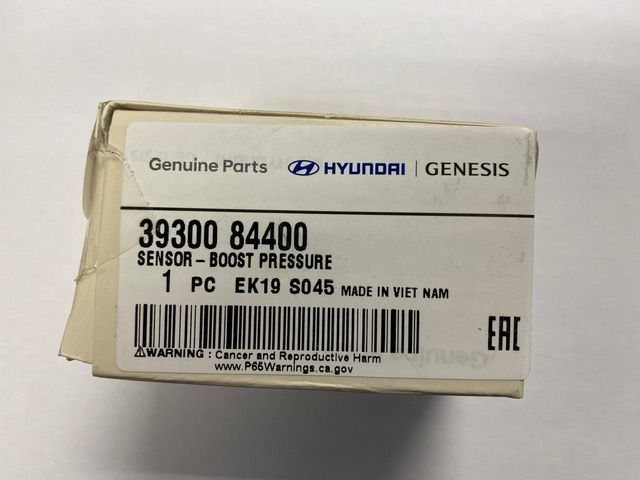 Genuine Parts HYUNDAI | GENESIS
39300 84400
SENSOR - BOOST PRESSURE
1 PC EK19 S045 MADE IN VIET NAM
EAC
⚠WARNING : Cancer and Reproductive Harm
www.P65Warnings.ca.gov